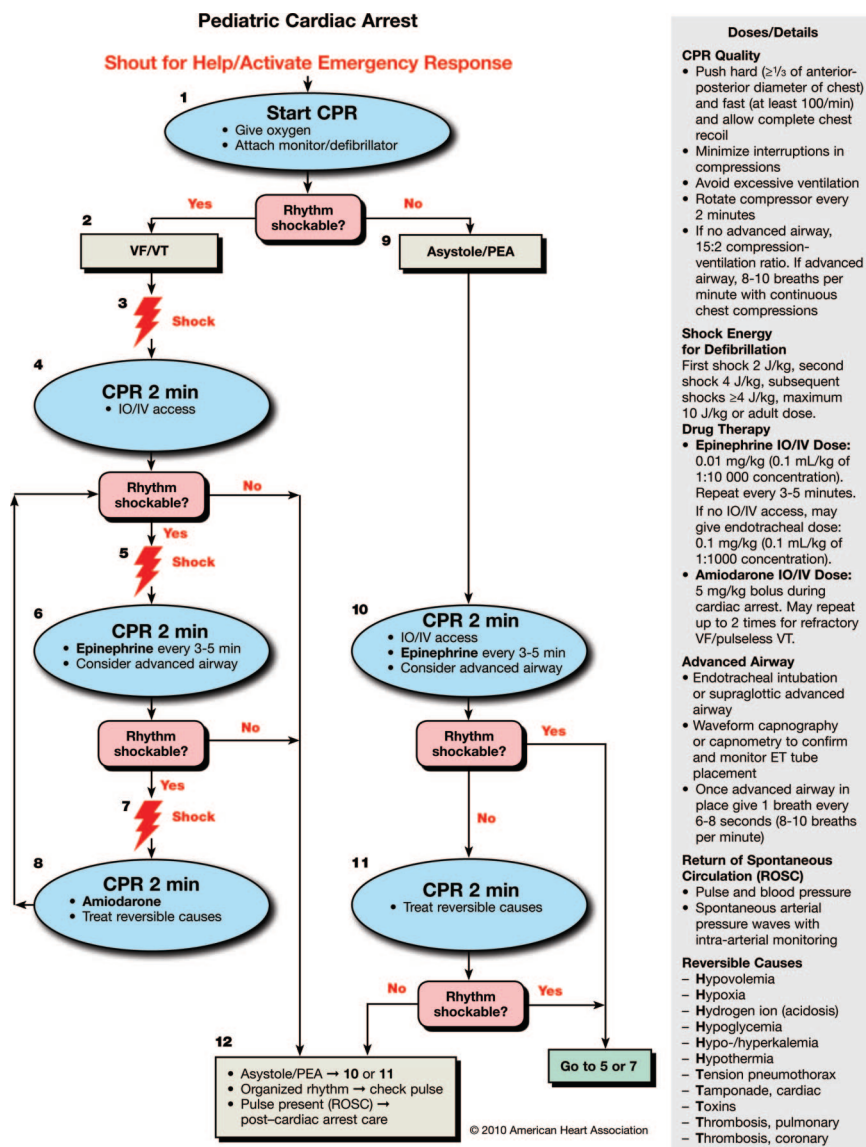 Pediatric Cardiac Arrest
Shout for Help/Activate Emergency Response
1
Start CPR
• Give oxygen
• Attach monitor/defibrillator
Rhythm
shockable?
Yes
No
2
VF/VT
9
Asystole/PEA
3
Shock
4
CPR 2 min
• IO/IV access
Rhythm
shockable?
No
Yes
5
Shock
6
CPR 2 min
• Epinephrine every 3-5 min
• Consider advanced airway
10
CPR 2 min
• IO/IV access
• Epinephrine every 3-5 min
• Consider advanced airway
Rhythm
shockable?
No
Yes
Rhythm
shockable?
Yes
No
7
Shock
8
CPR 2 min
• Amiodarone
• Treat reversible causes
11
CPR 2 min
• Treat reversible causes
No
Rhythm
shockable?
Yes
12
• Asystole/PEA → 10 or 11
• Organized rhythm → check pulse
• Pulse present (ROSC) →
post–cardiac arrest care
Go to 5 or 7
© 2010 American Heart Association
Doses/Details
CPR Quality
• Push hard (≥1/3 of anterior-
posterior diameter of chest)
and fast (at least 100/min)
and allow complete chest
recoil
• Minimize interruptions in
compressions
• Avoid excessive ventilation
• Rotate compressor every
2 minutes
• If no advanced airway,
15:2 compression-
ventilation ratio. If advanced
airway, 8-10 breaths per
minute with continuous
chest compressions
Shock Energy
for Defibrillation
First shock 2 J/kg, second
shock 4 J/kg, subsequent
shocks ≥4 J/kg, maximum
10 J/kg or adult dose.
Drug Therapy
• Epinephrine IO/IV Dose:
0.01 mg/kg (0.1 mL/kg of
1:10 000 concentration).
Repeat every 3-5 minutes.
If no IO/IV access, may
give endotracheal dose:
0.1 mg/kg (0.1 mL/kg of
1:1000 concentration).
• Amiodarone IO/IV Dose:
5 mg/kg bolus during
cardiac arrest. May repeat
up to 2 times for refractory
VF/pulseless VT.
Advanced Airway
• Endotracheal intubation
or supraglottic advanced
airway
• Waveform capnography
or capnometry to confirm
and monitor ET tube
placement
• Once advanced airway in
place give 1 breath every
6-8 seconds (8-10 breaths
per minute)
Return of Spontaneous
Circulation (ROSC)
• Pulse and blood pressure
• Spontaneous arterial
pressure waves with
intra-arterial monitoring
Reversible Causes
– Hypovolemia
– Hypoxia
– Hydrogen ion (acidosis)
– Hypoglycemia
– Hypo-/hyperkalemia
– Hypothermia
– Tension pneumothorax
– Tamponade, cardiac
– Toxins
– Thrombosis, pulmonary
– Thrombosis, coronary